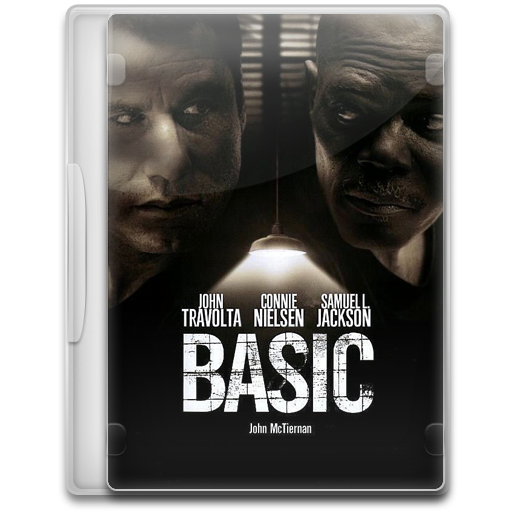 JOHN CONNIE SAMUEL L.
TRAVOLTA NIELSEN JACKSON
BASIC
John McTiernan